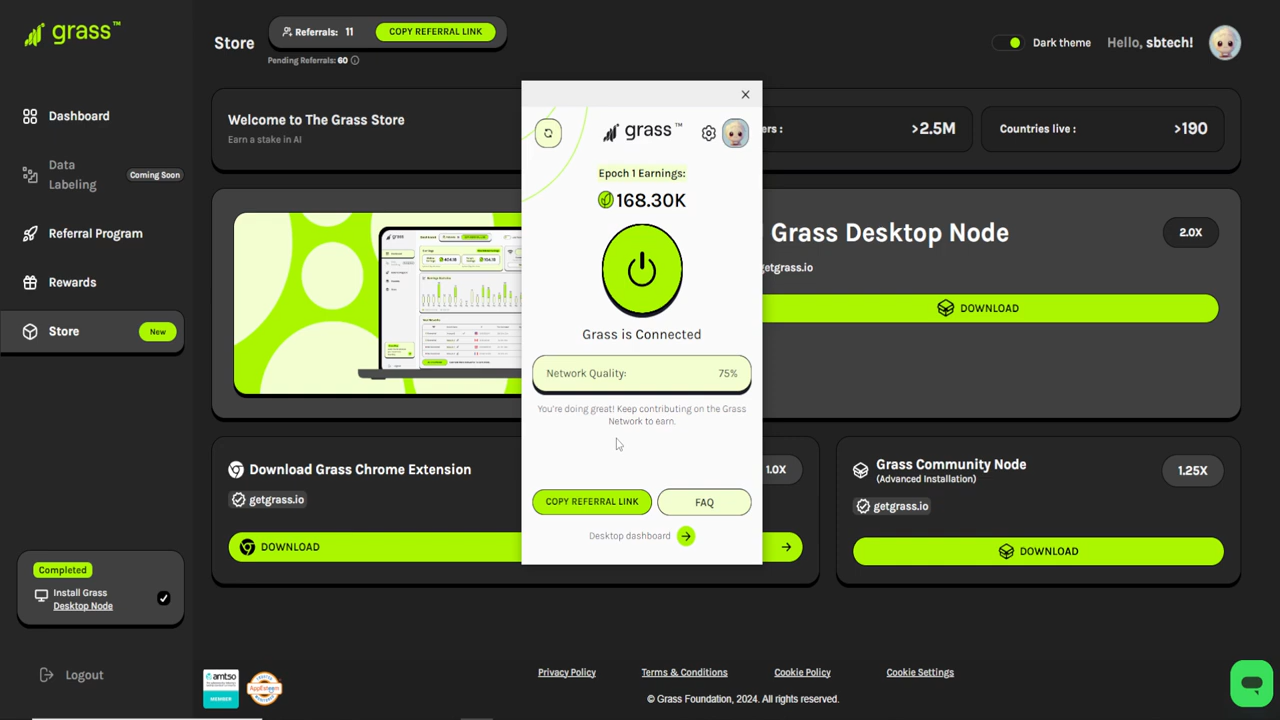 grass™
Dashboard
Data
Labeling
Coming Soon
Referral Program
Rewards
Store
New
Completed
Install Grass
Desktop Node
Logout
Store
Referrals: 11
COPY REFERRAL LINK
Pending Referrals: 60
Dark theme
Hello, sbtech!
Welcome to The Grass Store
Earn a stake in AI
ers :
>2.5M
Countries live :
>190
Grass Desktop Node
2.0X
getgrass.io
DOWNLOAD
grass™
Epoch 1 Earnings:
168.30K
Grass is Connected
Network Quality:
75%
You're doing great! Keep contributing on the Grass
Network to earn.
COPY REFERRAL LINK
FAQ
Desktop dashboard
Download Grass Chrome Extension
1.0X
getgrass.io
DOWNLOAD
Grass Community Node
(Advanced Installation)
1.25X
getgrass.io
DOWNLOAD
amtso
MEMBER
AppEsteem
Privacy Policy
Terms & Conditions
Cookie Policy
Cookie Settings
© Grass Foundation, 2024. All rights reserved.